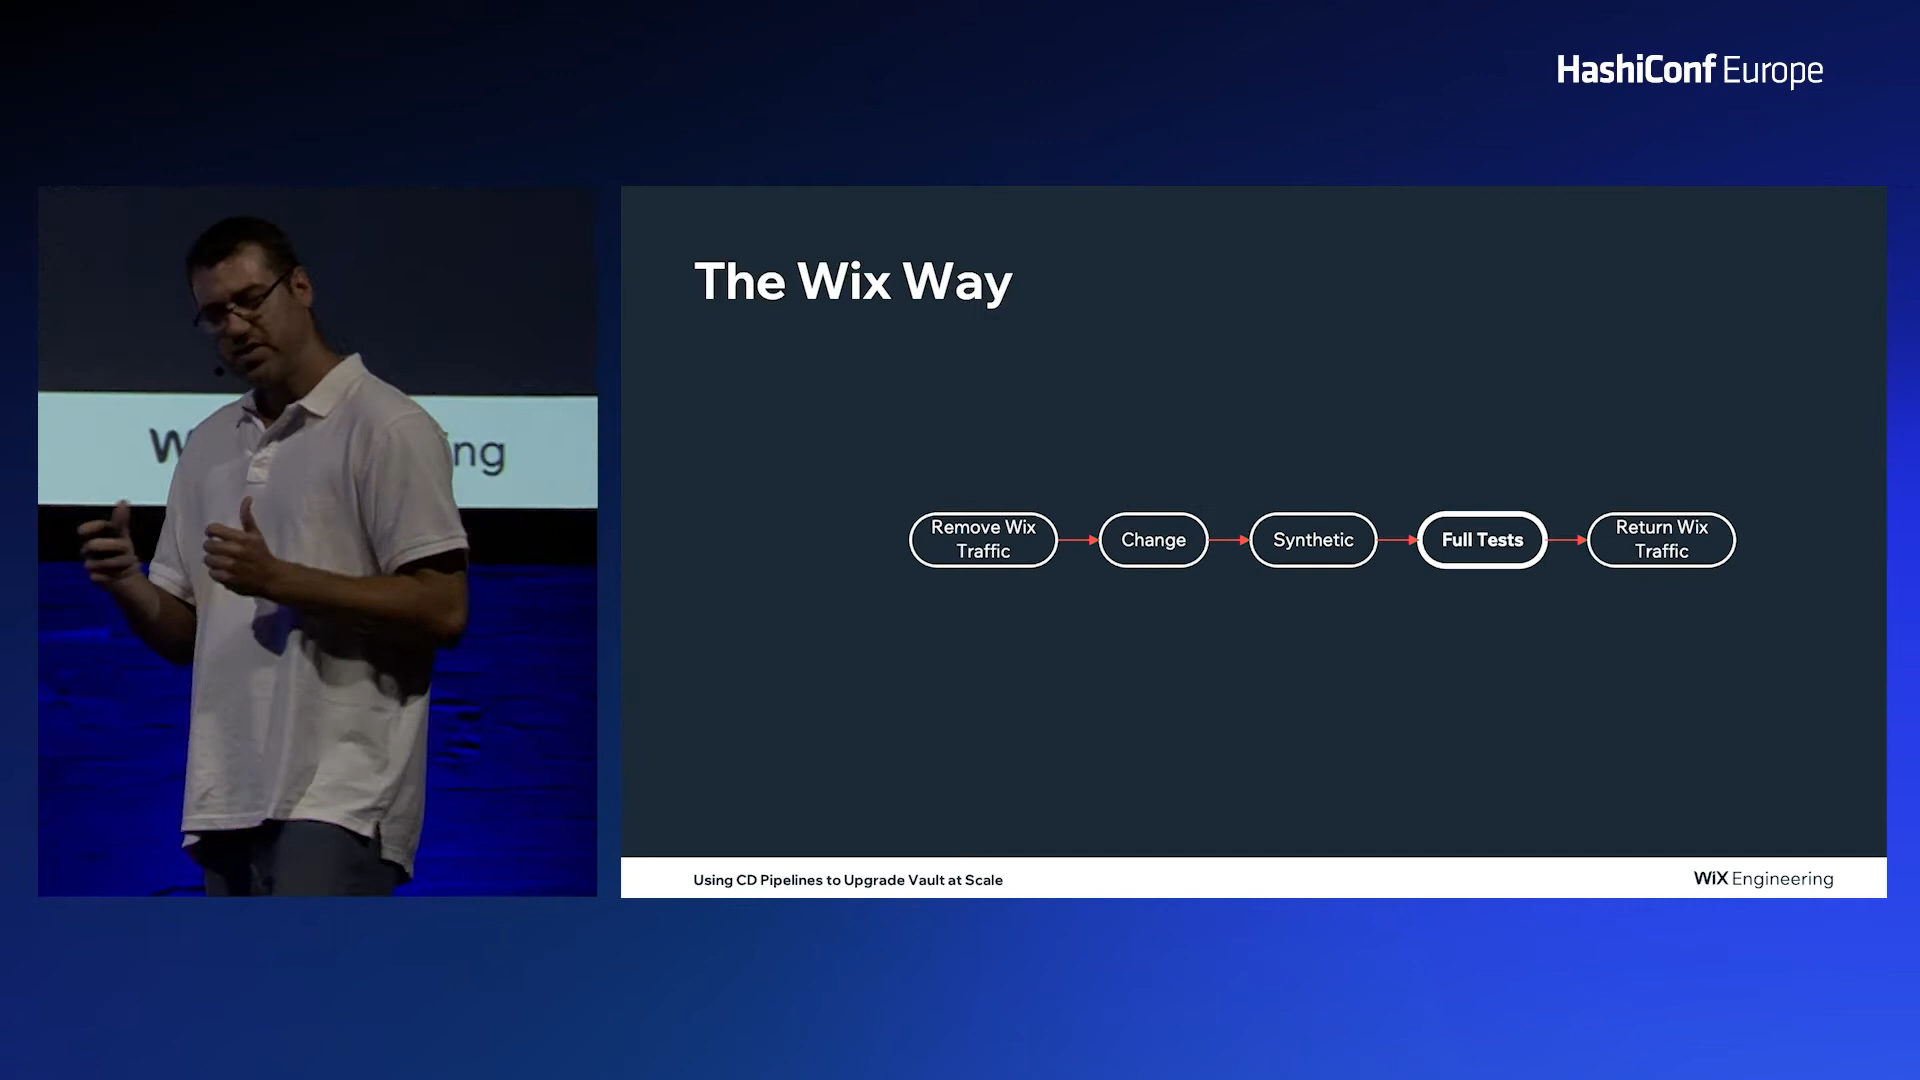 HashiConf Europe
The Wix Way
Remove Wix
Traffic
Change
Synthetic
Full Tests
Return Wix
Traffic
Using CD Pipelines to Upgrade Vault at Scale
WiX Engineering